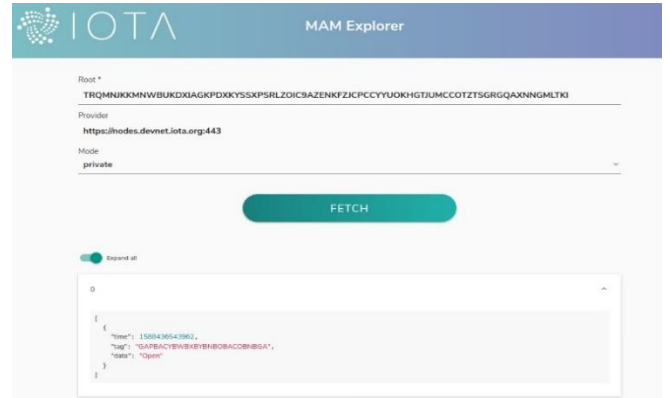 IOTA
MAM Explorer
Root *
TRQMNJKKMNWBUKDXIAGKPDXKYSSXPSRLZOIC9AZENKFZJCPCCYYUOKHGTJUMCCOTZTSGRGQAXNNGMLTKI
Provider
https://nodes.devnet.iota.org:443
Mode
private
FETCH
Expand all
0
[
{
"time": 1588436543962,
"tag": "GAPBACYBWBXBYBNBOBACOBNBGA",
"data": "Open"
}
]